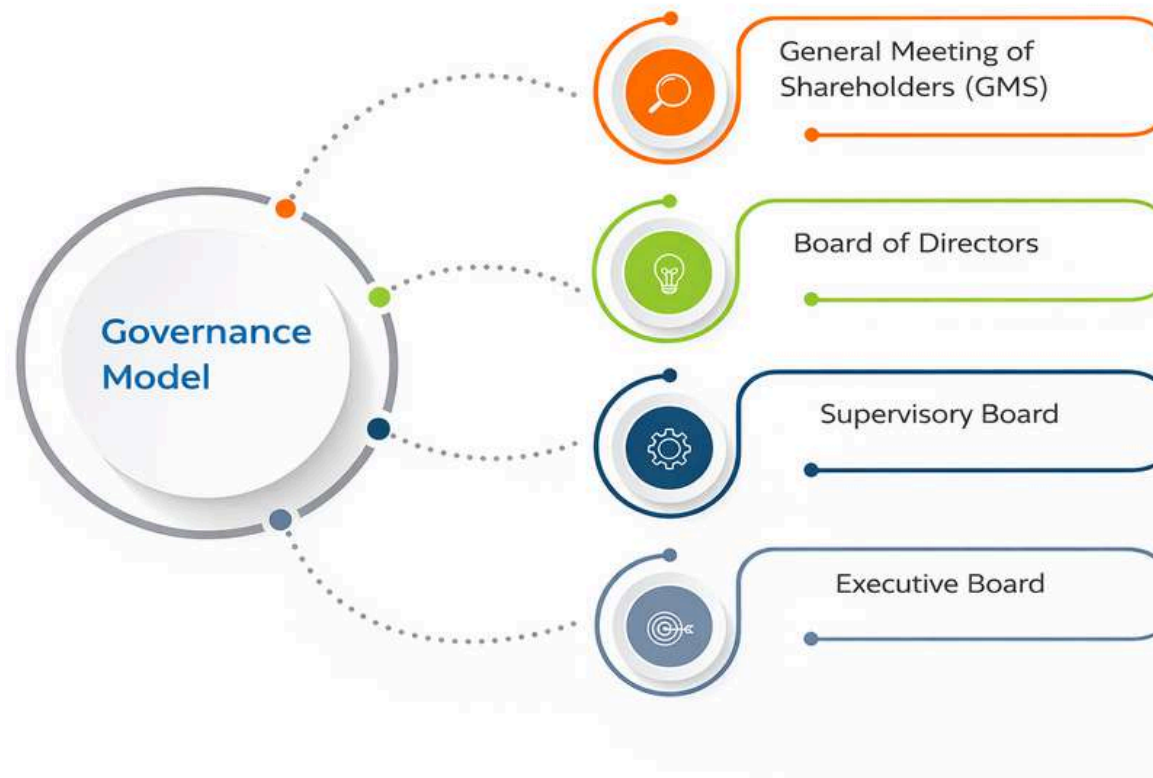 Governance
Model
General Meeting of
Shareholders (GMS)
Board of Directors
Supervisory Board
Executive Board